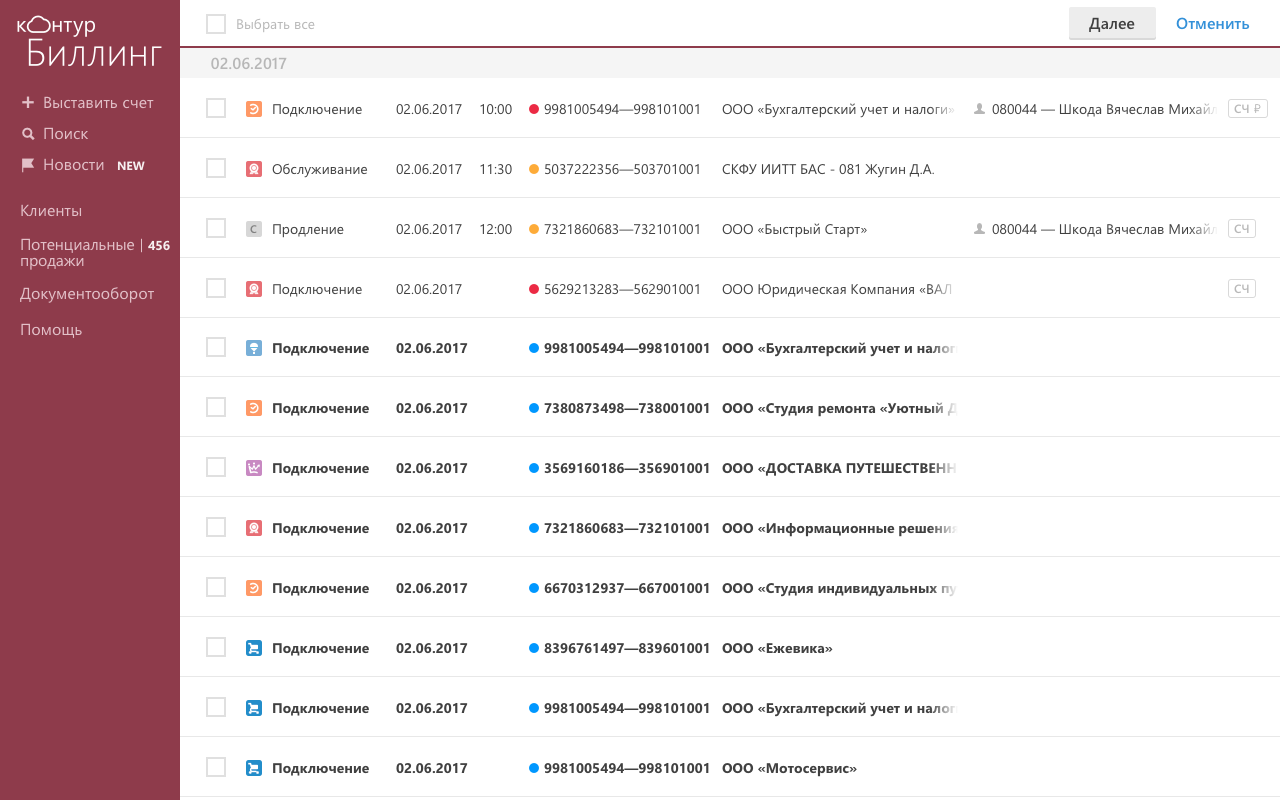 контур
Биллинг
Выставить счет
Поиск
Новости NEW
Клиенты
Потенциальные | 456
продажи
Документооборот
Помощь
Выбрать все Далее Отменить
02.06.2017
Подключение 02.06.2017 10:00 9981005494—998101001 ООО «Бухгалтерский учет и налоги» 080044 — Шкода Вячеслав Михайл СЧ ₽
Обслуживание 02.06.2017 11:30 5037222356—503701001 СКФУ ИИТТ БАС - 081 Жугин Д.А.
С Продление 02.06.2017 12:00 7321860683—732101001 ООО «Быстрый Старт» 080044 — Шкода Вячеслав Михайл СЧ
Подключение 02.06.2017 5629213283—562901001 ООО Юридическая Компания «ВАЛ СЧ
Подключение 02.06.2017 9981005494—998101001 ООО «Бухгалтерский учет и налог
Подключение 02.06.2017 7380873498—738001001 ООО «Студия ремонта «Уютный Д
Подключение 02.06.2017 3569160186—356901001 ООО «ДОСТАВКА ПУТЕШЕСТВЕНН
Подключение 02.06.2017 7321860683—732101001 ООО «Информационные решения
Подключение 02.06.2017 6670312937—667001001 ООО «Студия индивидуальных пу
Подключение 02.06.2017 8396761497—839601001 ООО «Ежевика»
Подключение 02.06.2017 9981005494—998101001 ООО «Бухгалтерский учет и налог
Подключение 02.06.2017 9981005494—998101001 ООО «Мотосервис»